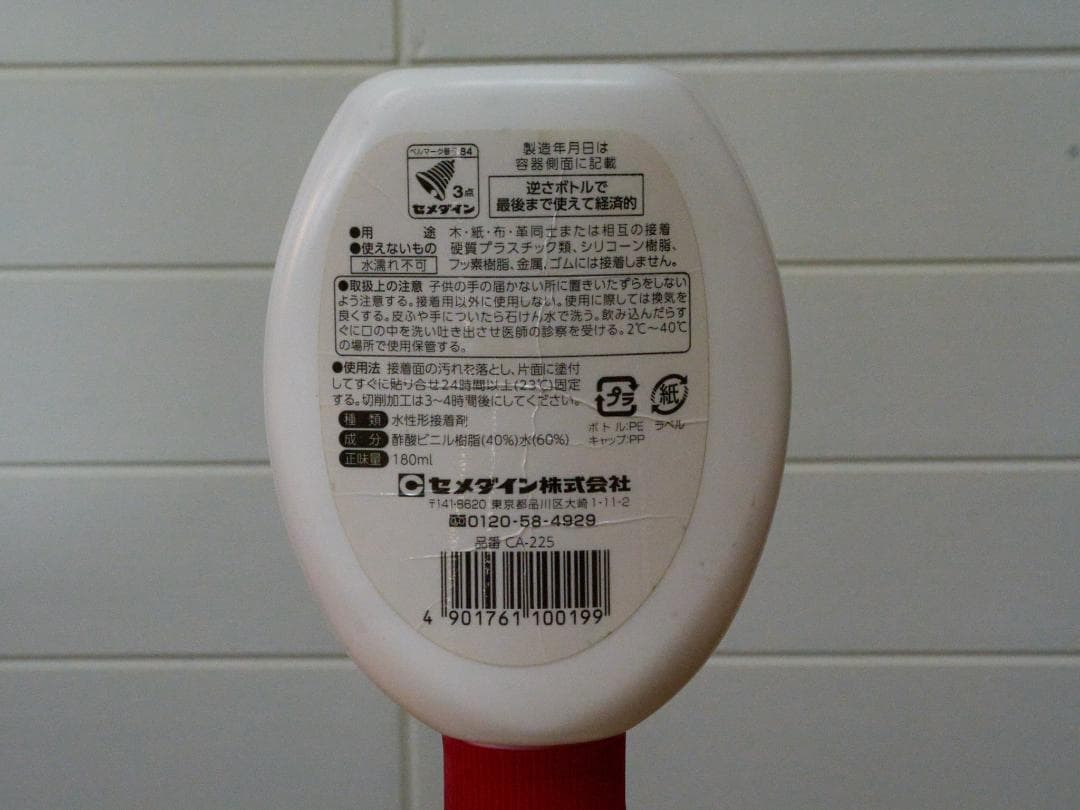 ベルマーク番 84
3点
セメダイン
製造年月日は
容器側面に記載
逆さボトルで
最後まで使えて経済的
●用 途 木・紙・布・革同士または相互の接着
●使えないもの 硬質プラスチック類、シリコーン樹脂、
水濡れ不可 フッ素樹脂、金属、ゴムには接着しません。
●取扱上の注意 子供の手の届かない所に置きいたずらをしない
よう注意する。接着用以外に使用しない。使用に際しては換気を
良くする。皮ふや手についたら石けん水で洗う。飲み込んだらす
ぐに口の中を洗い吐き出させ医師の診察を受ける。2℃～40℃
の場所で使用保管する。
●使用法 接着面の汚れを落とし、片面に塗付
してすぐに貼り合せ24時間以上(23℃)固定
する。切削加工は3～4時間後にしてください。
プラ
ボトル:PE
キャップ:PP
紙
ラベル
種類 水性形接着剤
成分 酢酸ビニル樹脂(40%)水(60%)
正味量 180ml
セメダイン株式会社
〒141-8620 東京都品川区大崎1-11-2
0120-58-4929
品番 CA-225
4 901761 100199